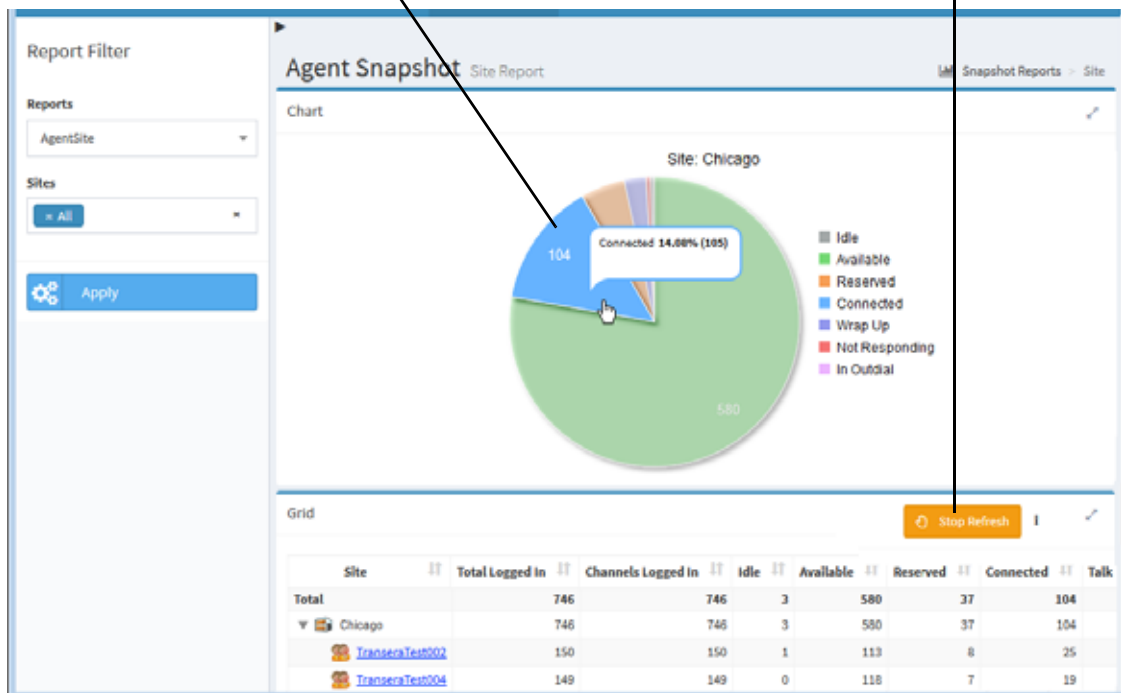 Report Filter
Reports
AgentSite
Sites
× All
Apply
Agent Snapshot Site Report
Snapshot Reports > Site
Chart
Site: Chicago
104
Connected 14.08% (105)
580
Idle
Available
Reserved
Connected
Wrap Up
Not Responding
In Outdial
Grid
Stop Refresh
Site Total Logged In Channels Logged In Idle Available Reserved Connected Talk
Total 746 746 3 580 37 104
Chicago 746 746 3 580 37 104
TranseraTest002 150 150 1 113 8 25
TranseraTest004 149 149 0 118 7 19